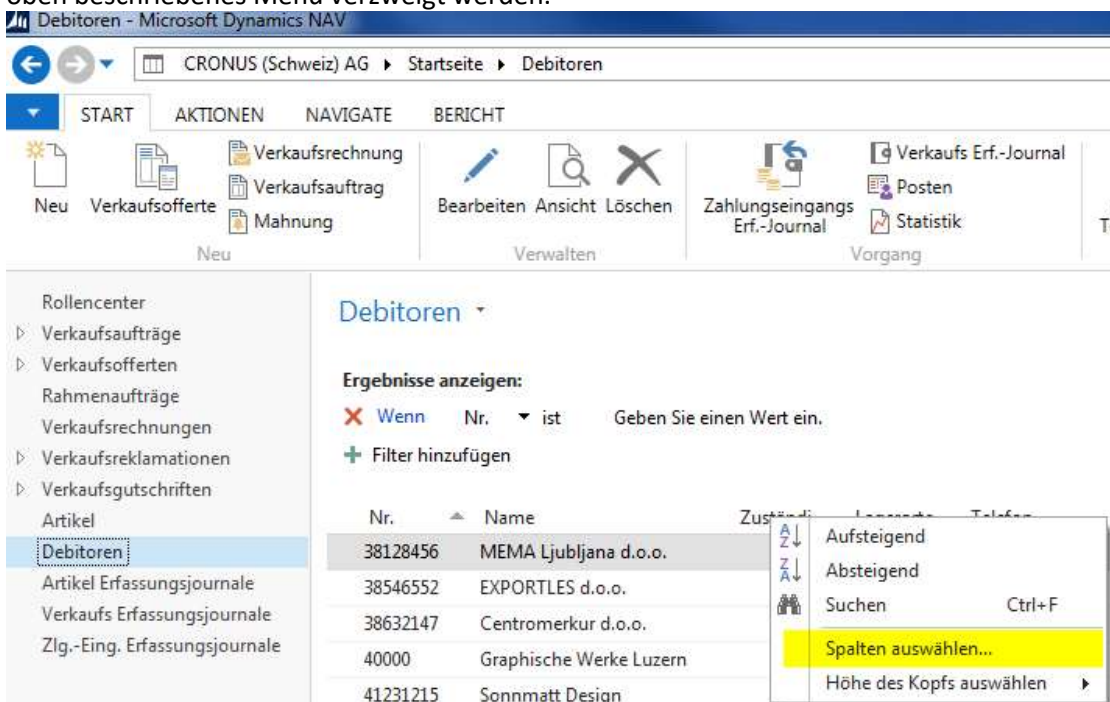 oben beschriebenes Menü verzweigt werden.
Debitoren - Microsoft Dynamics NAV
CRONUS (Schweiz) AG ▸ Startseite ▸ Debitoren
START AKTIONEN NAVIGATE BERICHT
Neu
Verkaufsofferte
Verkaufsrechnung
Verkaufsauftrag
Mahnung
Neu
Bearbeiten Ansicht Löschen
Verwalten
Zahlungseingangs
Erf.-Journal
Verkaufs Erf.-Journal
Posten
Statistik
Vorgang
T
Rollencenter
Verkaufsaufträge
Verkaufsofferten
Rahmenaufträge
Verkaufsrechnungen
Verkaufsreklamationen
Verkaufsgutschriften
Artikel
Debitoren
Artikel Erfassungsjournale
Verkaufs Erfassungsjournale
Zlg.-Eing. Erfassungsjournale
Debitoren
Ergebnisse anzeigen:
Wenn Nr. ist Geben Sie einen Wert ein.
Filter hinzufügen
Nr. Name
38128456 MEMA Ljubljana d.o.o.
38546552 EXPORTLES d.o.o.
38632147 Centromerkur d.o.o.
40000 Graphische Werke Luzern
41231215 Sonnmatt Design
Aufsteigend
Absteigend
Suchen Ctrl+F
Spalten auswählen...
Höhe des Kopfs auswählen